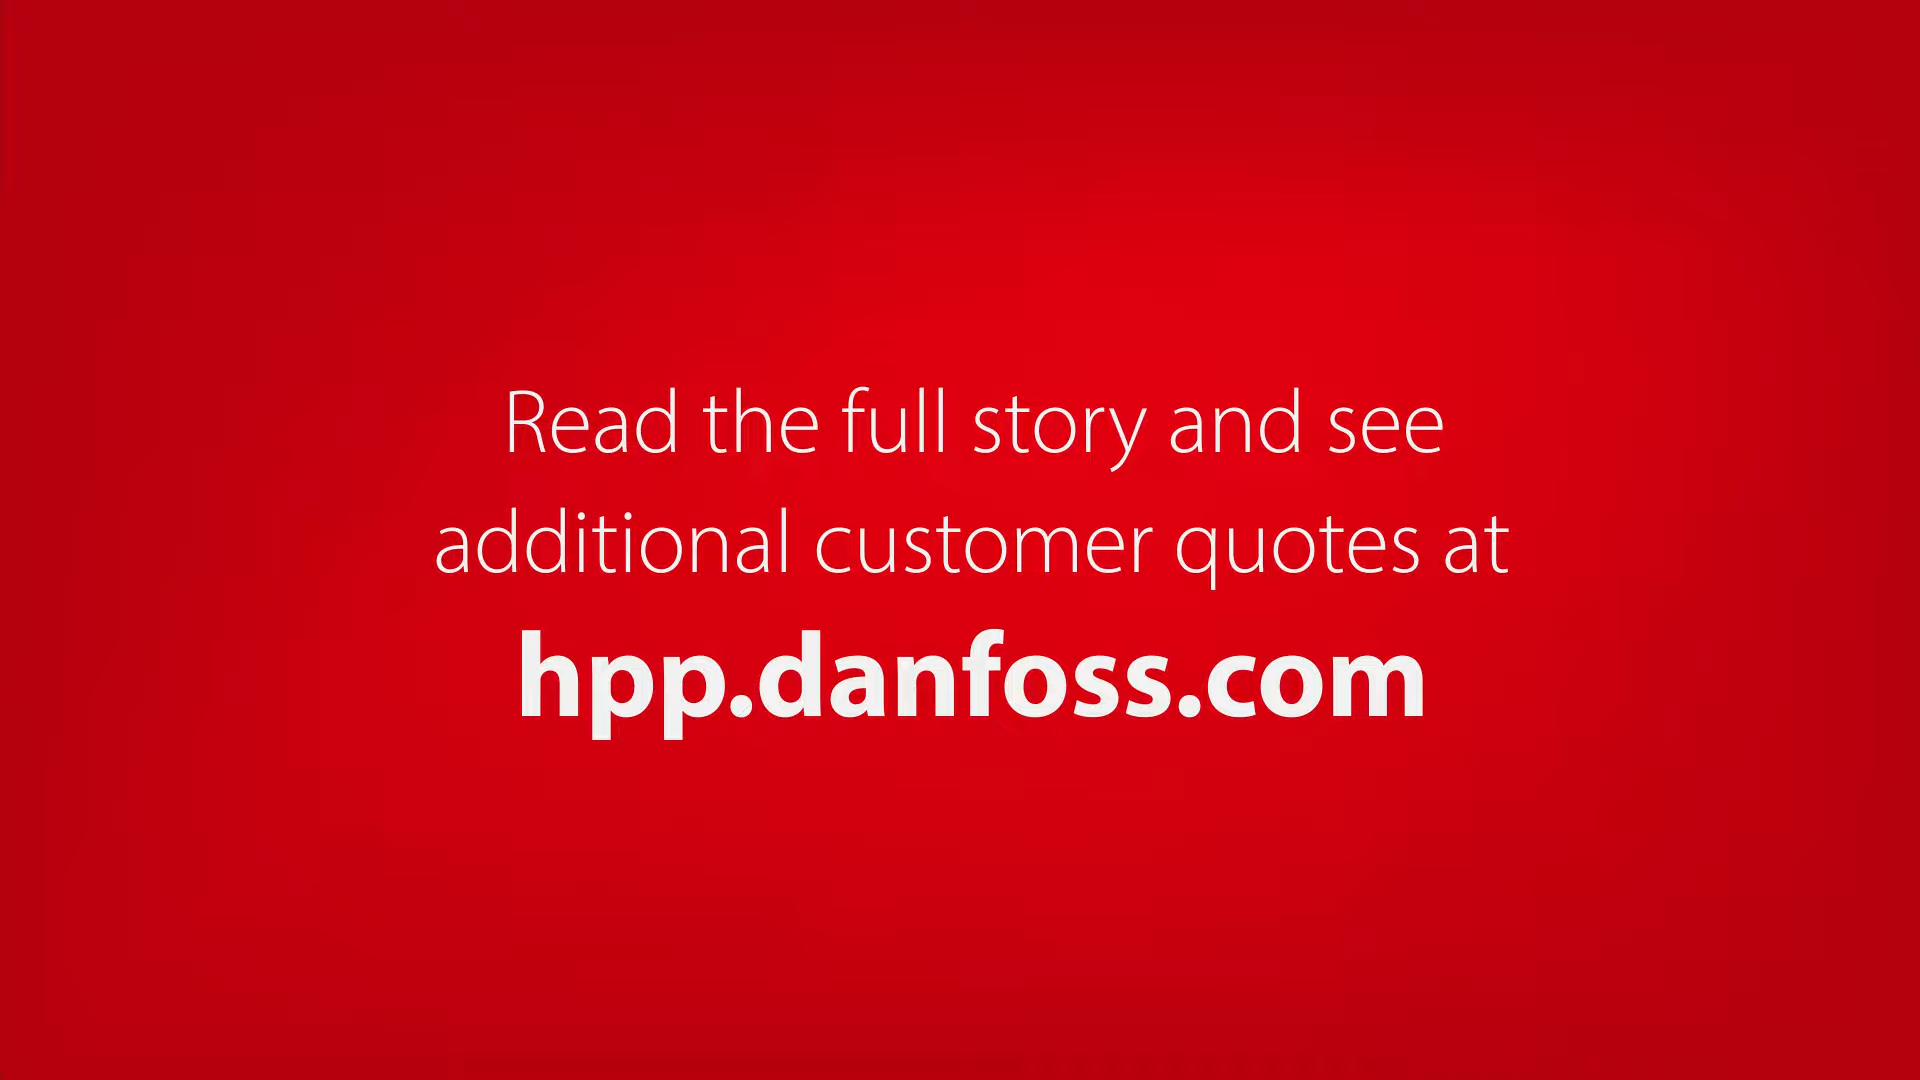 Read the full story and see
additional customer quotes at
hpp.danfoss.com